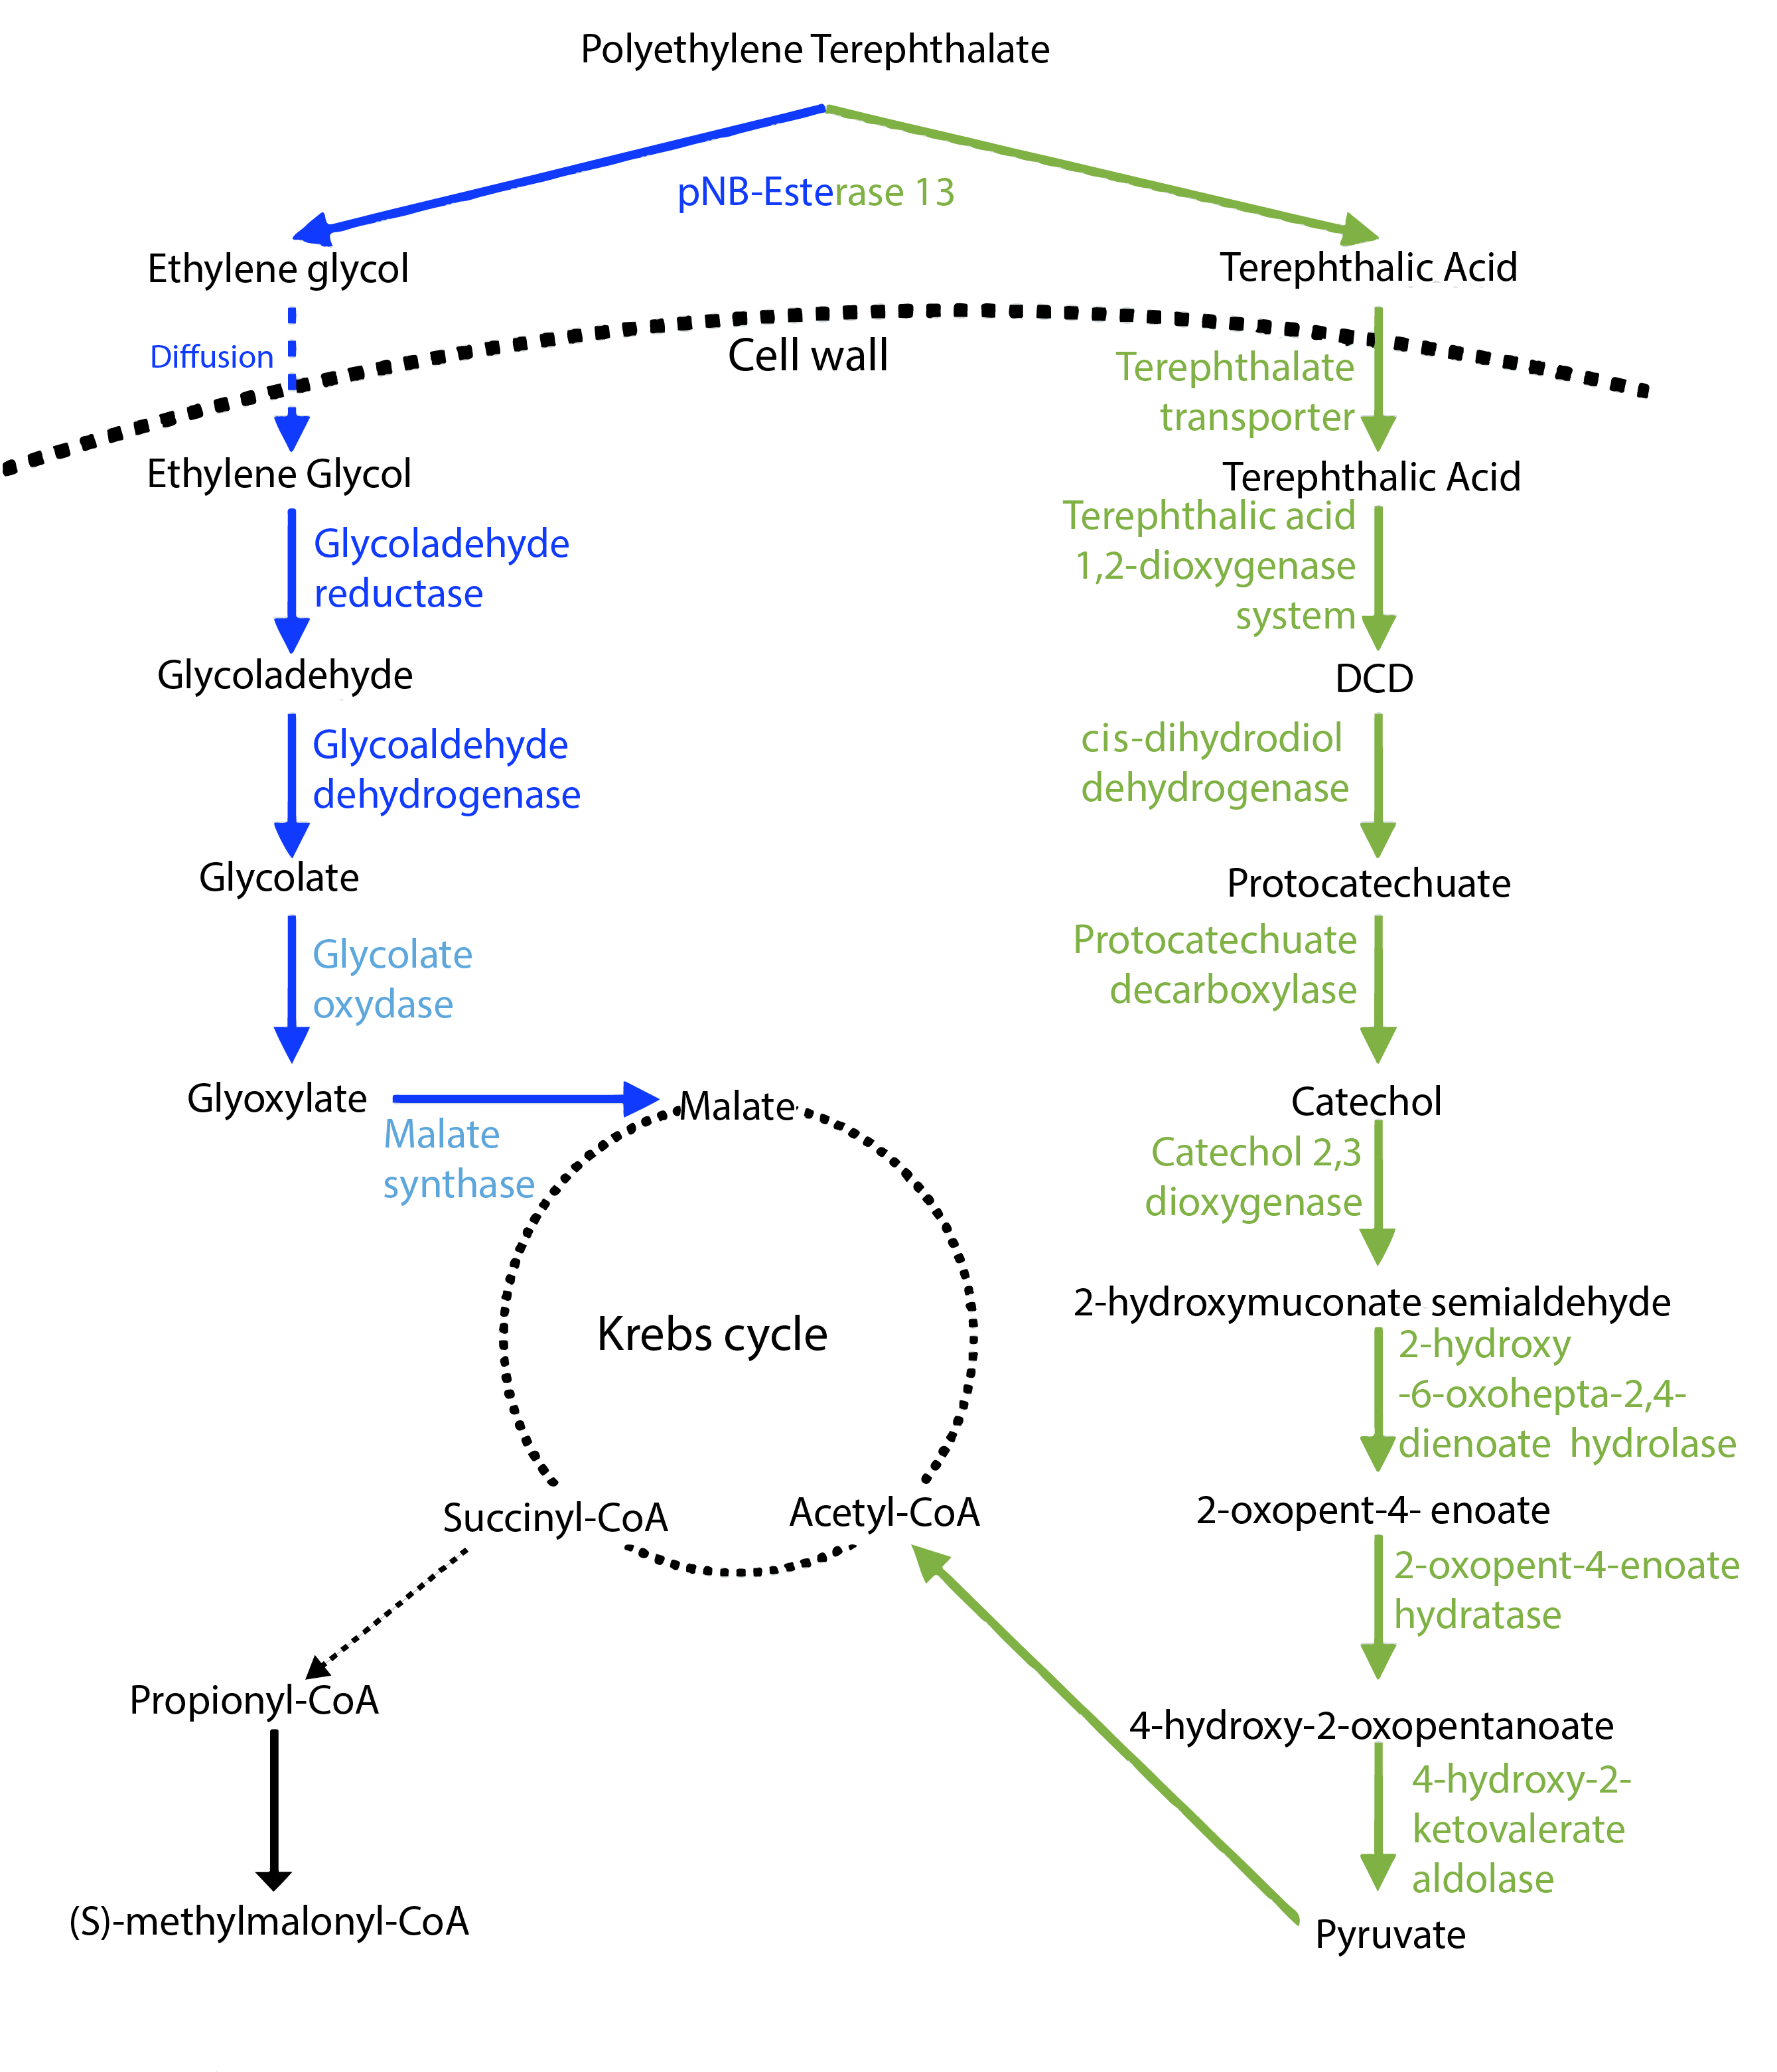 Polyethylene Terephthalate
pNB-Esterase 13
Ethylene glycol
Terephthalic Acid
Diffusion
Cell wall
Terephthalate
transporter
Ethylene Glycol
Terephthalic Acid
Glycoladehyde
reductase
Terephthalic acid
1,2-dioxygenase
system
Glycoladehyde
DCD
Glycoaldehyde
dehydrogenase
cis-dihydrodiol
dehydrogenase
Glycolate
Protocatechuate
Glycolate
oxydase
Protocatechuate
decarboxylase
Glyoxylate
Malate
Catechol
Malate
synthase
Catechol 2,3
dioxygenase
Krebs cycle
2-hydroxymuconate semialdehyde
2-hydroxy
-6-oxohepta-2,4-
dienoate hydrolase
Succinyl-CoA
Acetyl-CoA
2-oxopent-4- enoate
2-oxopent-4-enoate
hydratase
Propionyl-CoA
4-hydroxy-2-oxopentanoate
4-hydroxy-2-
ketovalerate
aldolase
(S)-methylmalonyl-CoA
Pyruvate